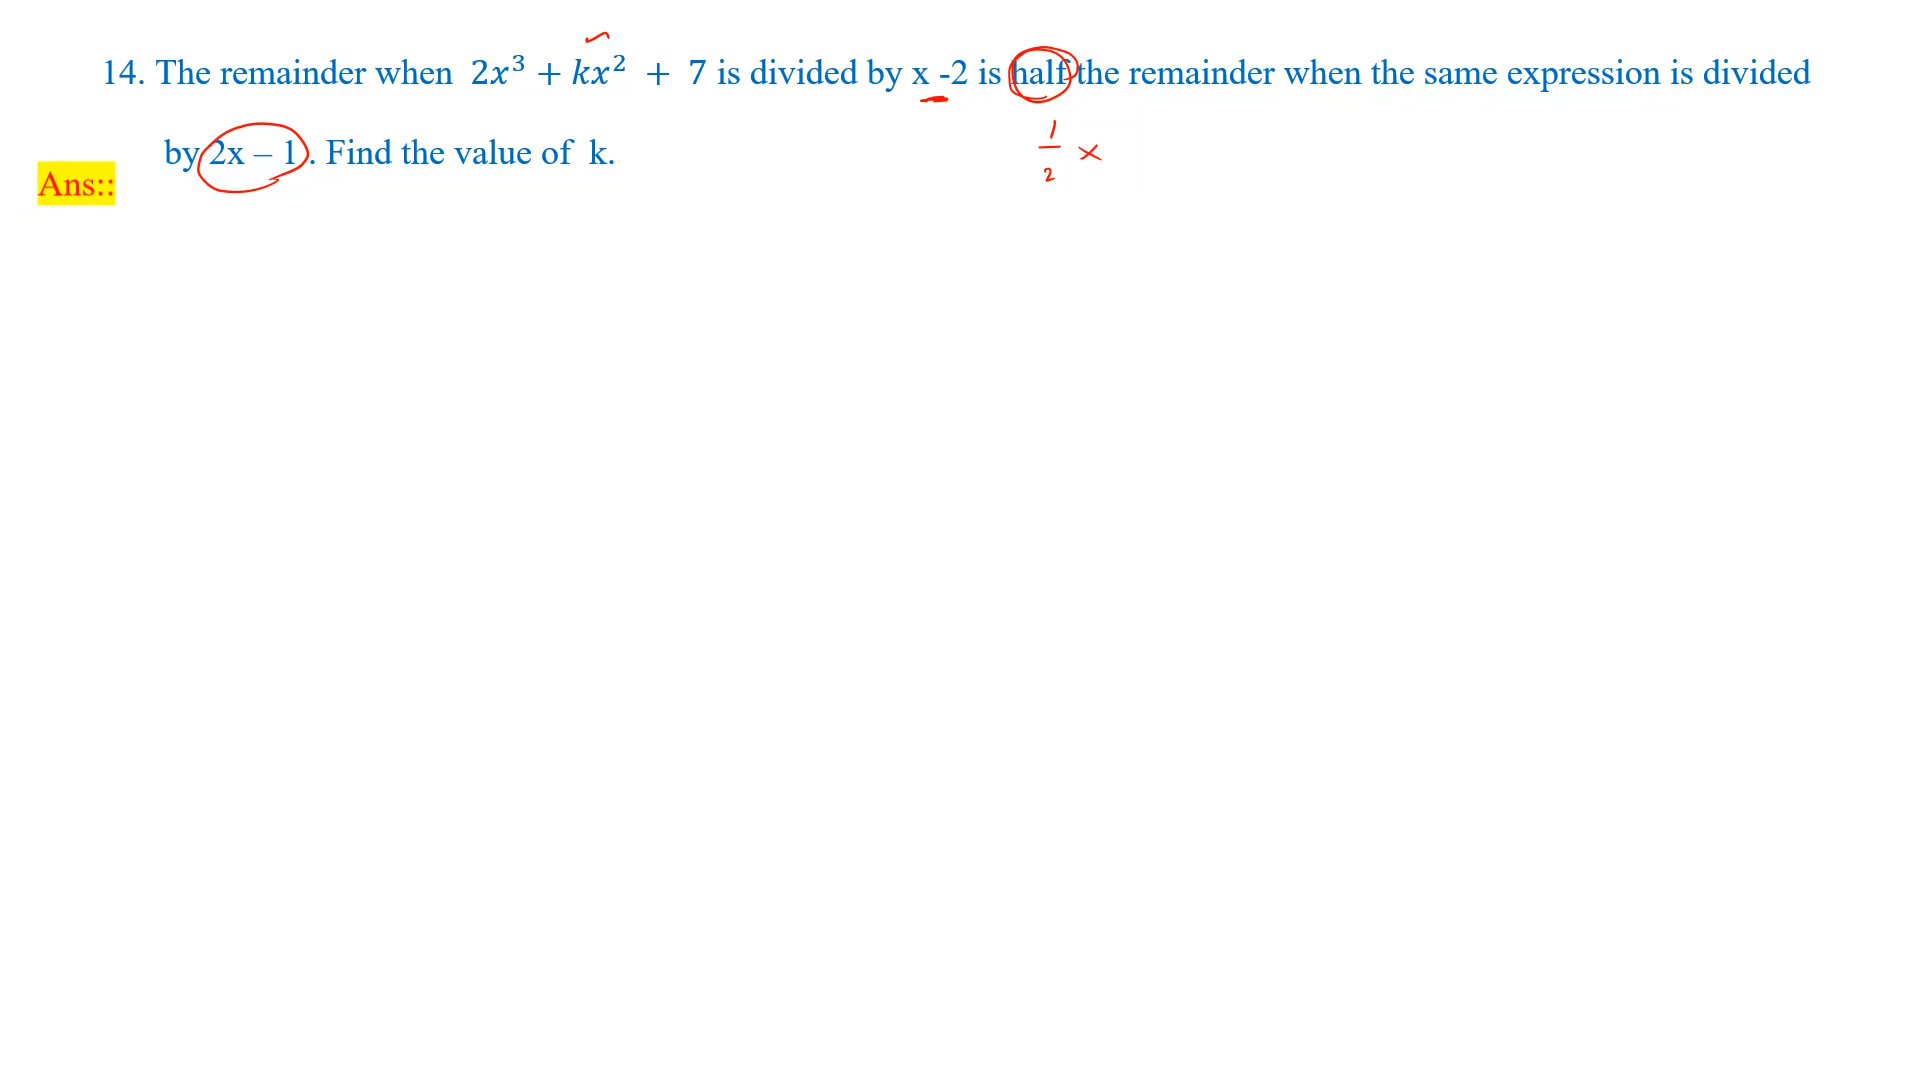 14. The remainder when 2x³ + kx² + 7 is divided by x -2 is half the remainder when the same expression is divided
by 2x – 1 . Find the value of k.
1/2 ×
Ans::